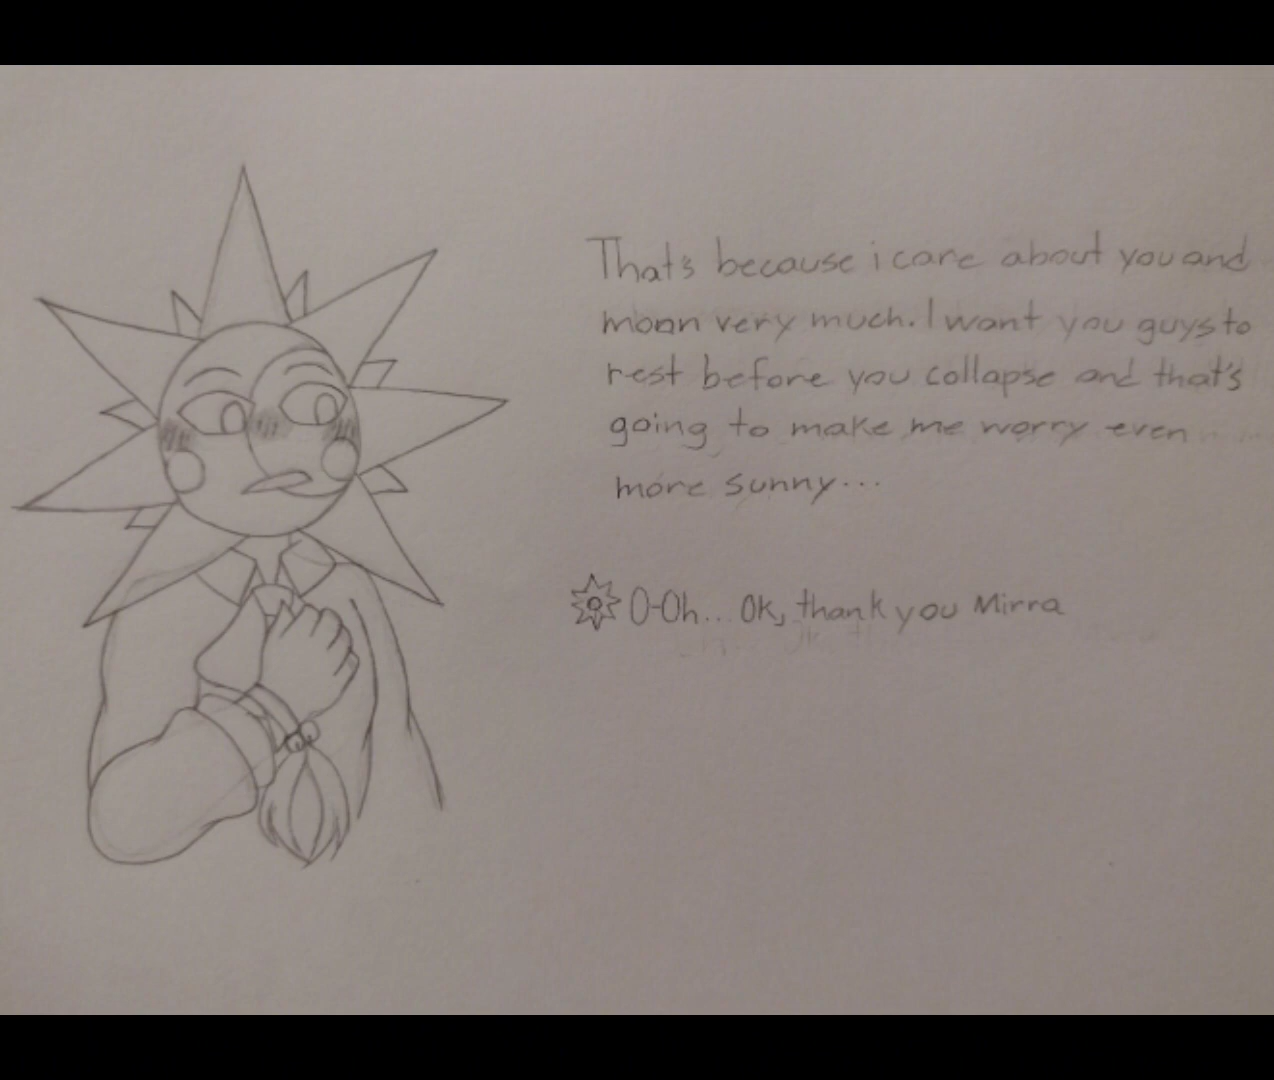 That's because i care about you and
moon very much. I want you guys to
rest before you collapse and that's
going to make me worry even
more sunny...
O-Oh... Ok, thank you Mirra